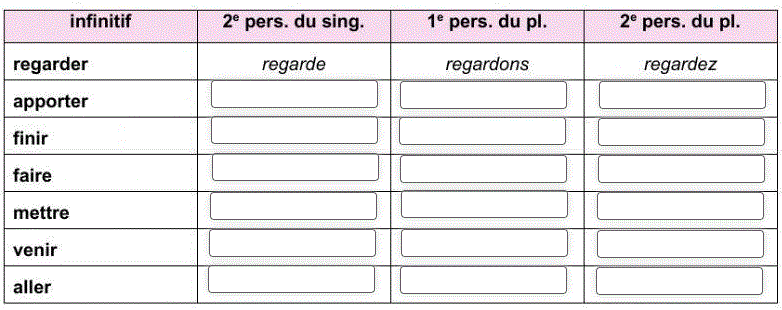 infinitif 2e pers. du sing. 1e pers. du pl. 2e pers. du pl.
regarder regarde regardons regardez
apporter
finir
faire
mettre
venir
aller